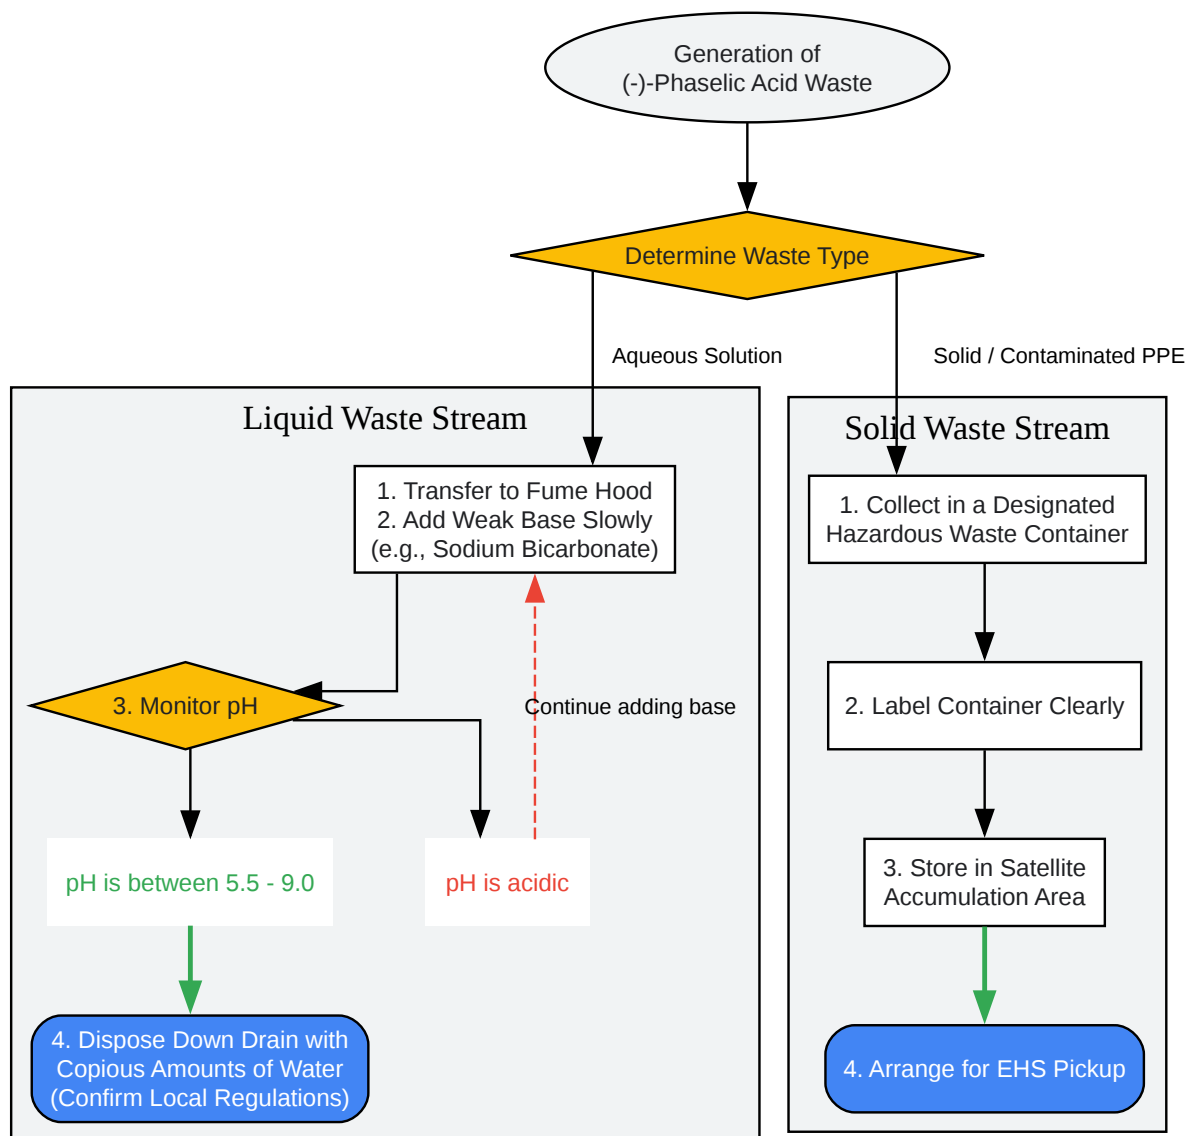 Generation of
(-)-Phaselic Acid Waste
Determine Waste Type
Aqueous Solution
Solid / Contaminated PPE
Liquid Waste Stream
1. Transfer to Fume Hood
2. Add Weak Base Slowly
(e.g., Sodium Bicarbonate)
3. Monitor pH
Continue adding base
pH is between 5.5 - 9.0
pH is acidic
4. Dispose Down Drain with
Copious Amounts of Water
(Confirm Local Regulations)
Solid Waste Stream
1. Collect in a Designated
Hazardous Waste Container
2. Label Container Clearly
3. Store in Satellite
Accumulation Area
4. Arrange for EHS Pickup